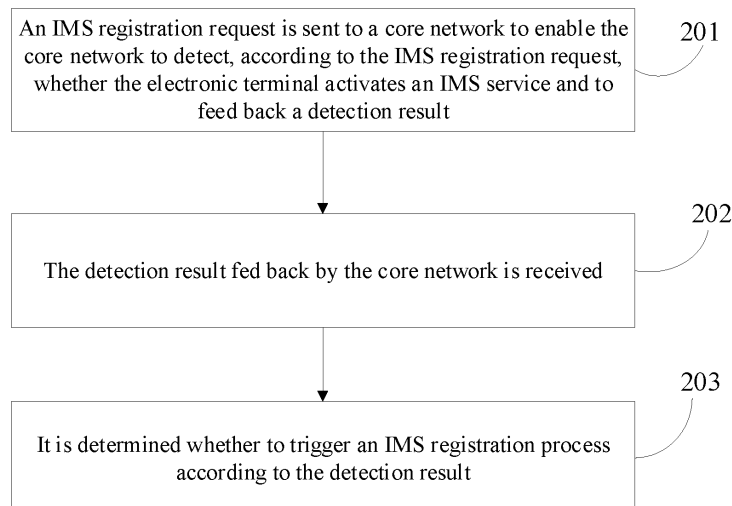 An IMS registration request is sent to a core network to enable the
core network to detect, according to the IMS registration request,
whether the electronic terminal activates an IMS service and to
feed back a detection result
201
202
The detection result fed back by the core network is received
203
It is determined whether to trigger an IMS registration process
according to the detection result